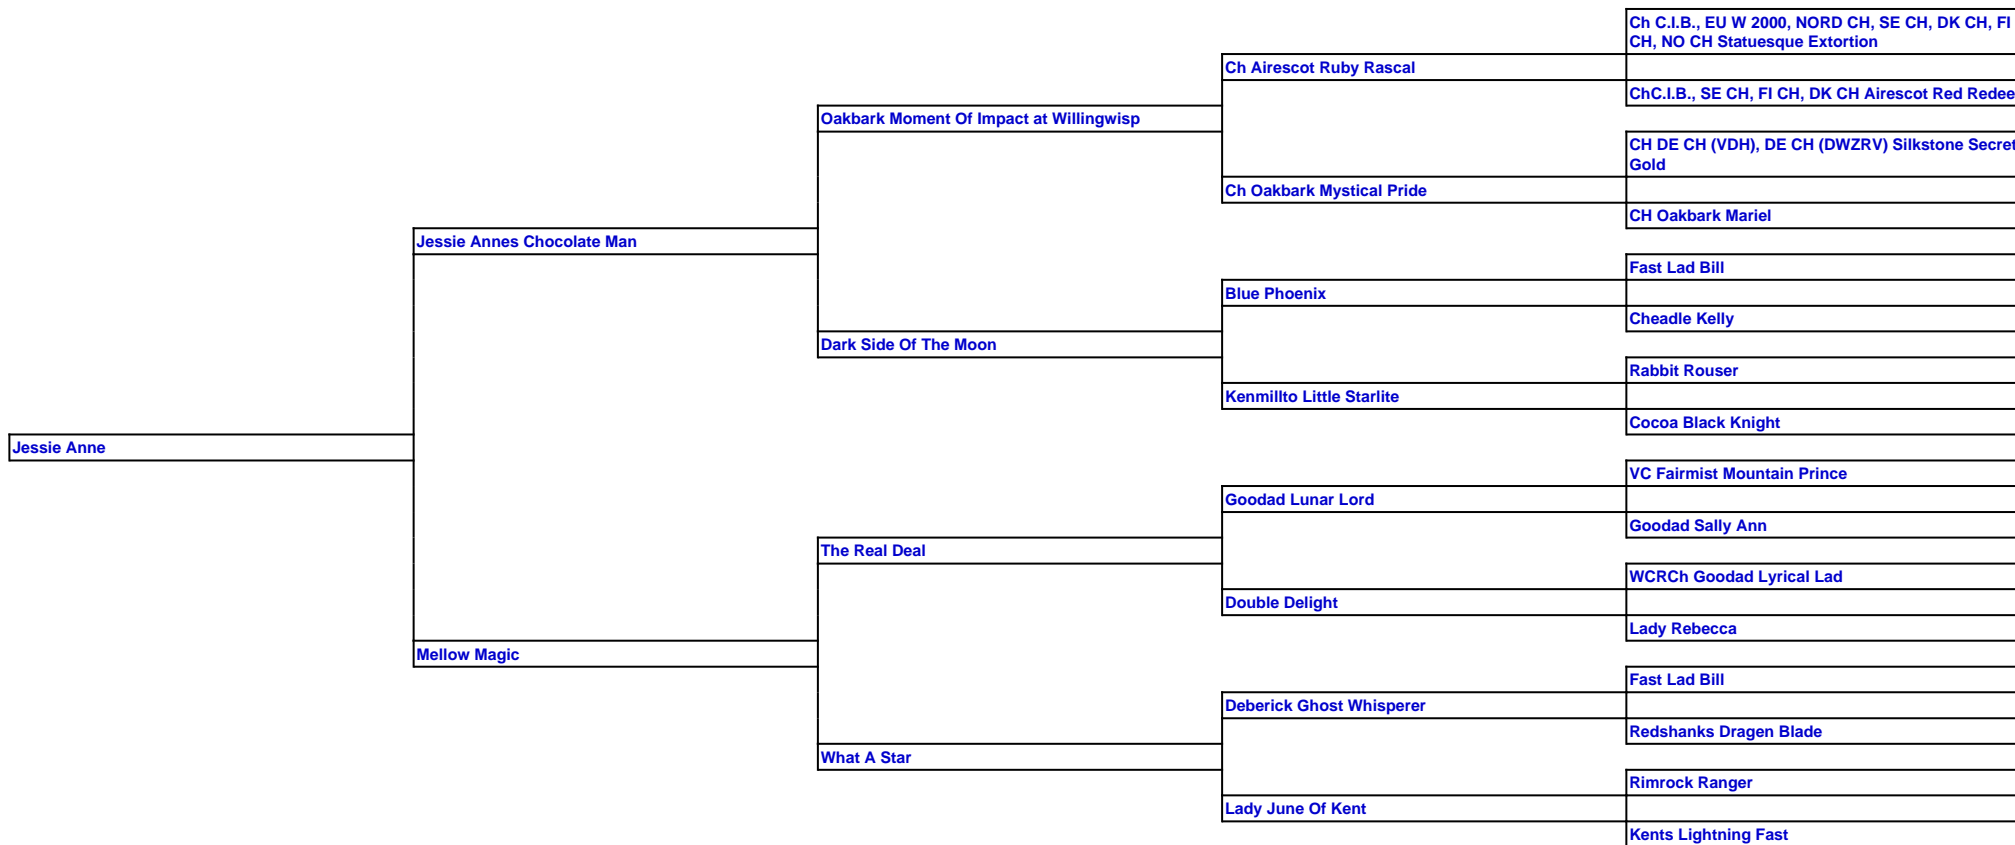 Ch C.I.B., EU W 2000, NORD CH, SE CH, DK CH, FI
CH, NO CH Statuesque Extortion
Ch Airescot Ruby Rascal
ChC.I.B., SE CH, FI CH, DK CH Airescot Red Redee
Oakbark Moment Of Impact at Willingwisp
CH DE CH (VDH), DE CH (DWZRV) Silkstone Secret
Gold
Ch Oakbark Mystical Pride
CH Oakbark Mariel
Jessie Annes Chocolate Man
Fast Lad Bill
Blue Phoenix
Cheadle Kelly
Dark Side Of The Moon
Rabbit Rouser
Kenmillto Little Starlite
Cocoa Black Knight
Jessie Anne
VC Fairmist Mountain Prince
Goodad Lunar Lord
Goodad Sally Ann
The Real Deal
WCRCh Goodad Lyrical Lad
Double Delight
Lady Rebecca
Mellow Magic
Fast Lad Bill
Deberick Ghost Whisperer
Redshanks Dragen Blade
What A Star
Rimrock Ranger
Lady June Of Kent
Kents Lightning Fast